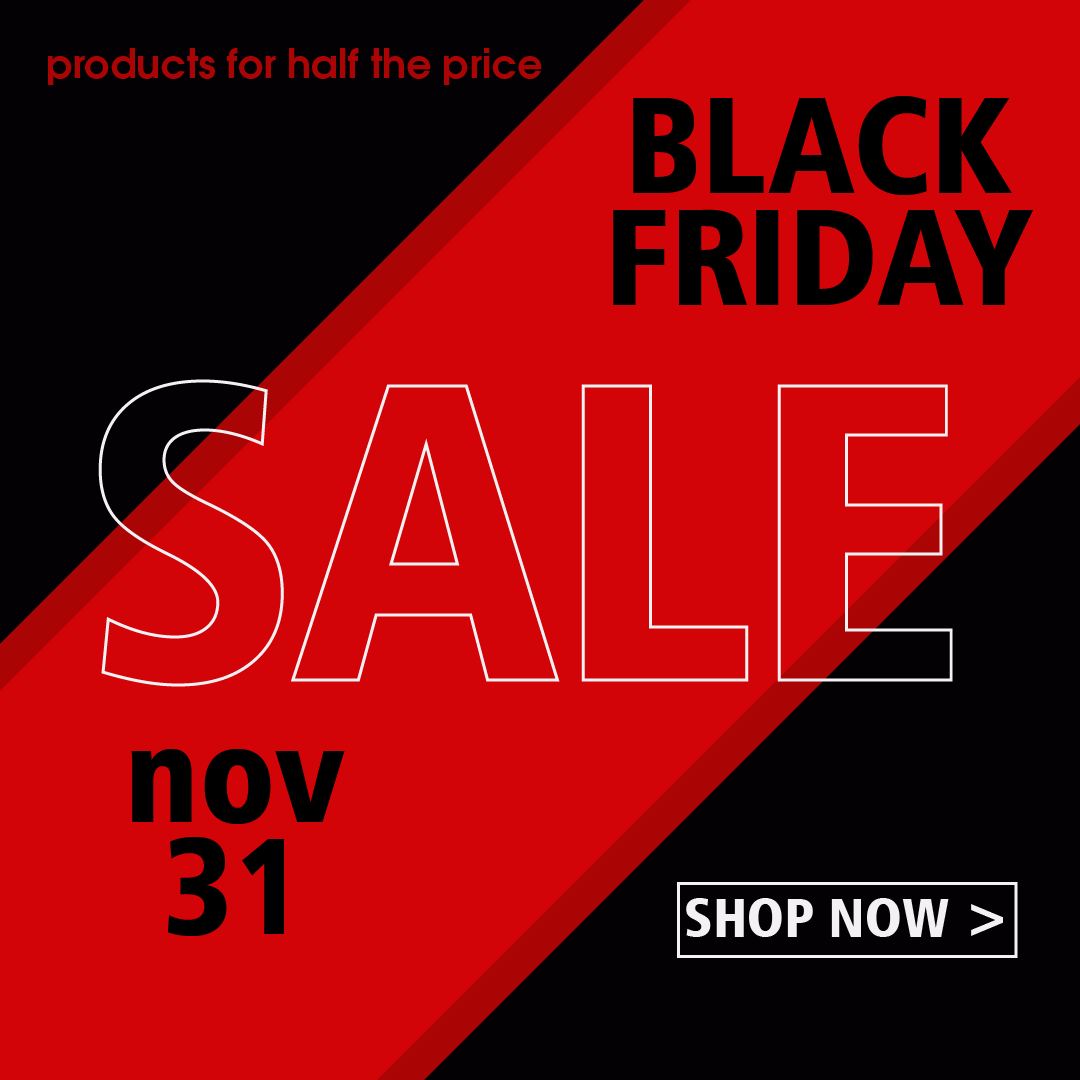 products for half the price
BLACK
FRIDAY
SALE
nov
31
SHOP NOW >